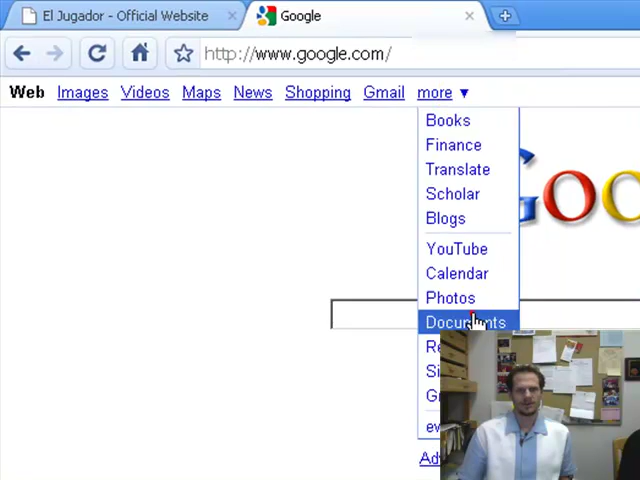 El Jugador - Official Website
Google
http://www.google.com/
Web Images Videos Maps News Shopping Gmail more ▼
Books
Finance
Translate
Scholar
Blogs
YouTube
Calendar
Photos
Documents